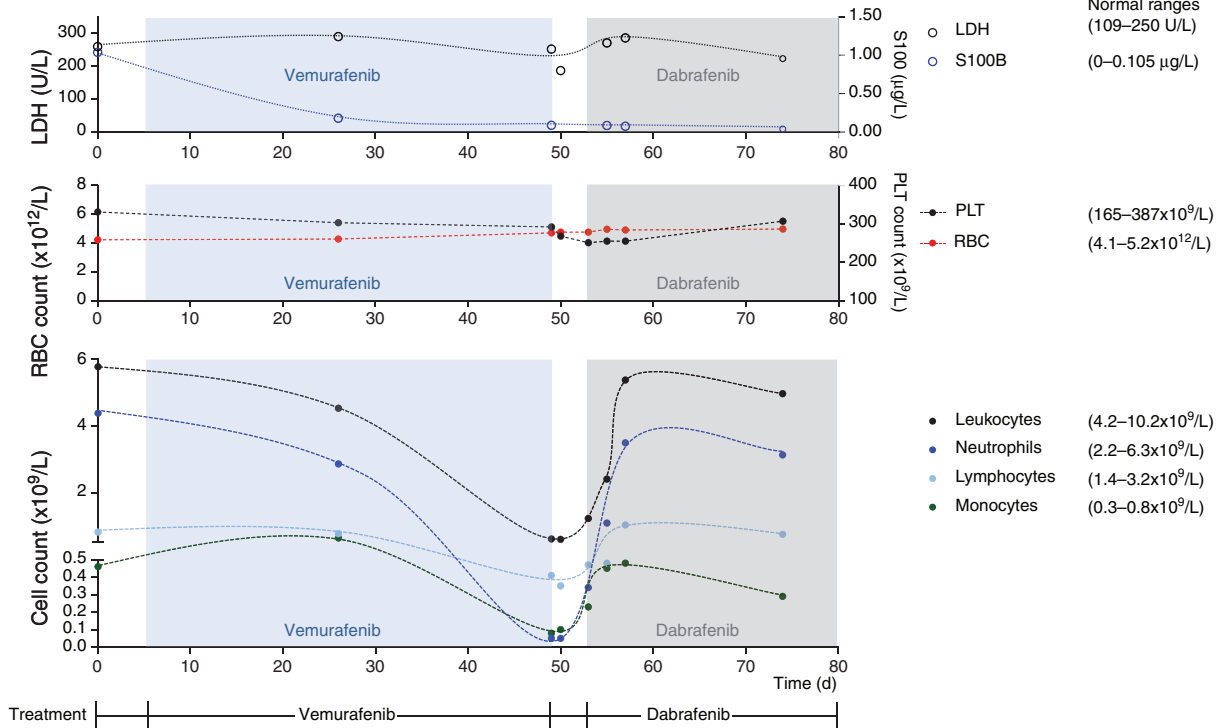 Normal ranges
LDH (109–250 U/L)
S100B (0–0.105 µg/L)
LDH (U/L)
300
200
100
0
1.50
1.00
0.50
0.00
S100 (µg/L)
Vemurafenib
Dabrafenib
0 10 20 30 40 50 60 70 80
RBC count (x10¹²/L)
8
6
4
2
0
400
300
200
100
PLT count (x10⁹/L)
PLT (165–387x10⁹/L)
RBC (4.1–5.2x10¹²/L)
Vemurafenib
Dabrafenib
0 10 20 30 40 50 60 70 80
Cell count (x10⁹/L)
6
4
2
0.5
0.4
0.3
0.2
0.1
0.0
Leukocytes (4.2–10.2x10⁹/L)
Neutrophils (2.2–6.3x10⁹/L)
Lymphocytes (1.4–3.2x10⁹/L)
Monocytes (0.3–0.8x10⁹/L)
Vemurafenib
Dabrafenib
0 10 20 30 40 50 60 70 80
Time (d)
Treatment Vemurafenib Dabrafenib